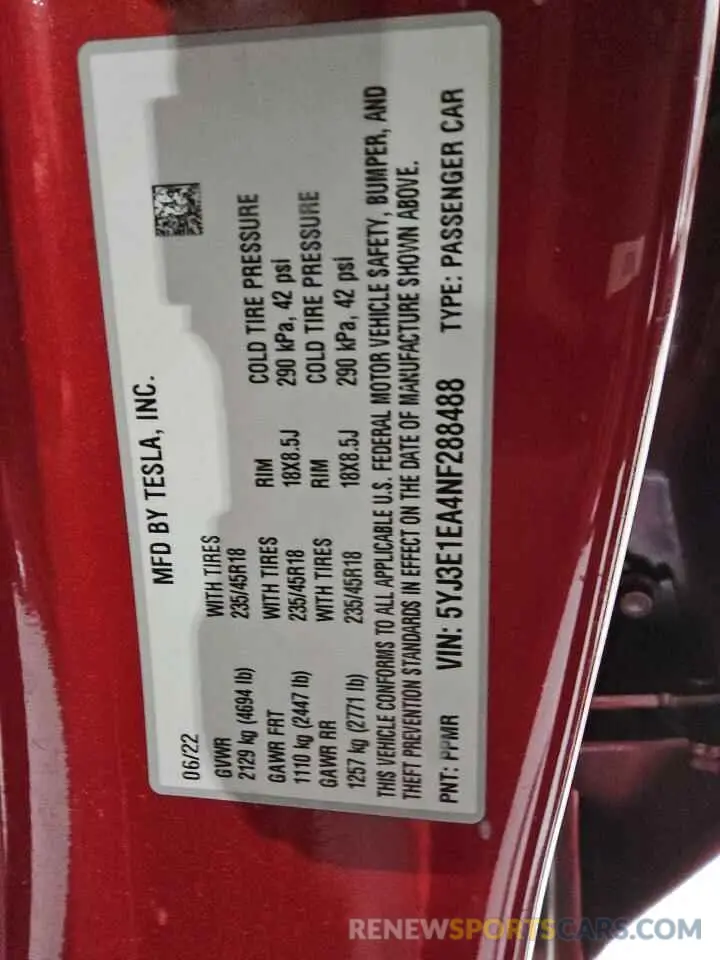 MFD BY TESLA, INC.
06/22
GVWR WITH TIRES
2129 kg (4694 lb) 235/45R18
GAWR FRT WITH TIRES RIM COLD TIRE PRESSURE
1110 kg (2447 lb) 235/45R18 18X8.5J 290 kPa, 42 psi
GAWR RR WITH TIRES RIM COLD TIRE PRESSURE
1257 kg (2771 lb) 235/45R18 18X8.5J 290 kPa, 42 psi
THIS VEHICLE CONFORMS TO ALL APPLICABLE U.S. FEDERAL MOTOR VEHICLE SAFETY, BUMPER, AND
THEFT PREVENTION STANDARDS IN EFFECT ON THE DATE OF MANUFACTURE SHOWN ABOVE.
PNT: PPMR VIN: 5YJ3E1EA4NF288488 TYPE: PASSENGER CAR
RENEWSPORTSCARS.COM